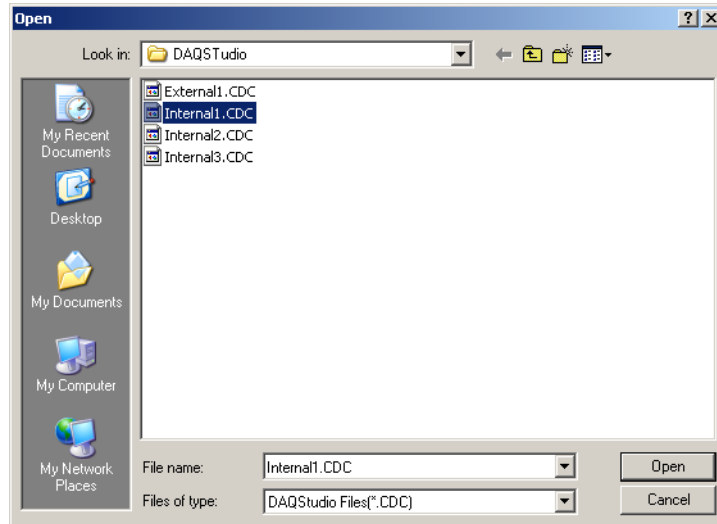 Open
Look in: DAQSTudio
External1.CDC
Internal1.CDC
Internal2.CDC
Internal3.CDC
My Recent
Documents
Desktop
My Documents
My Computer
My Network
Places
File name: Internal1.CDC Open
Files of type: DAQStudio Files(*.CDC) Cancel